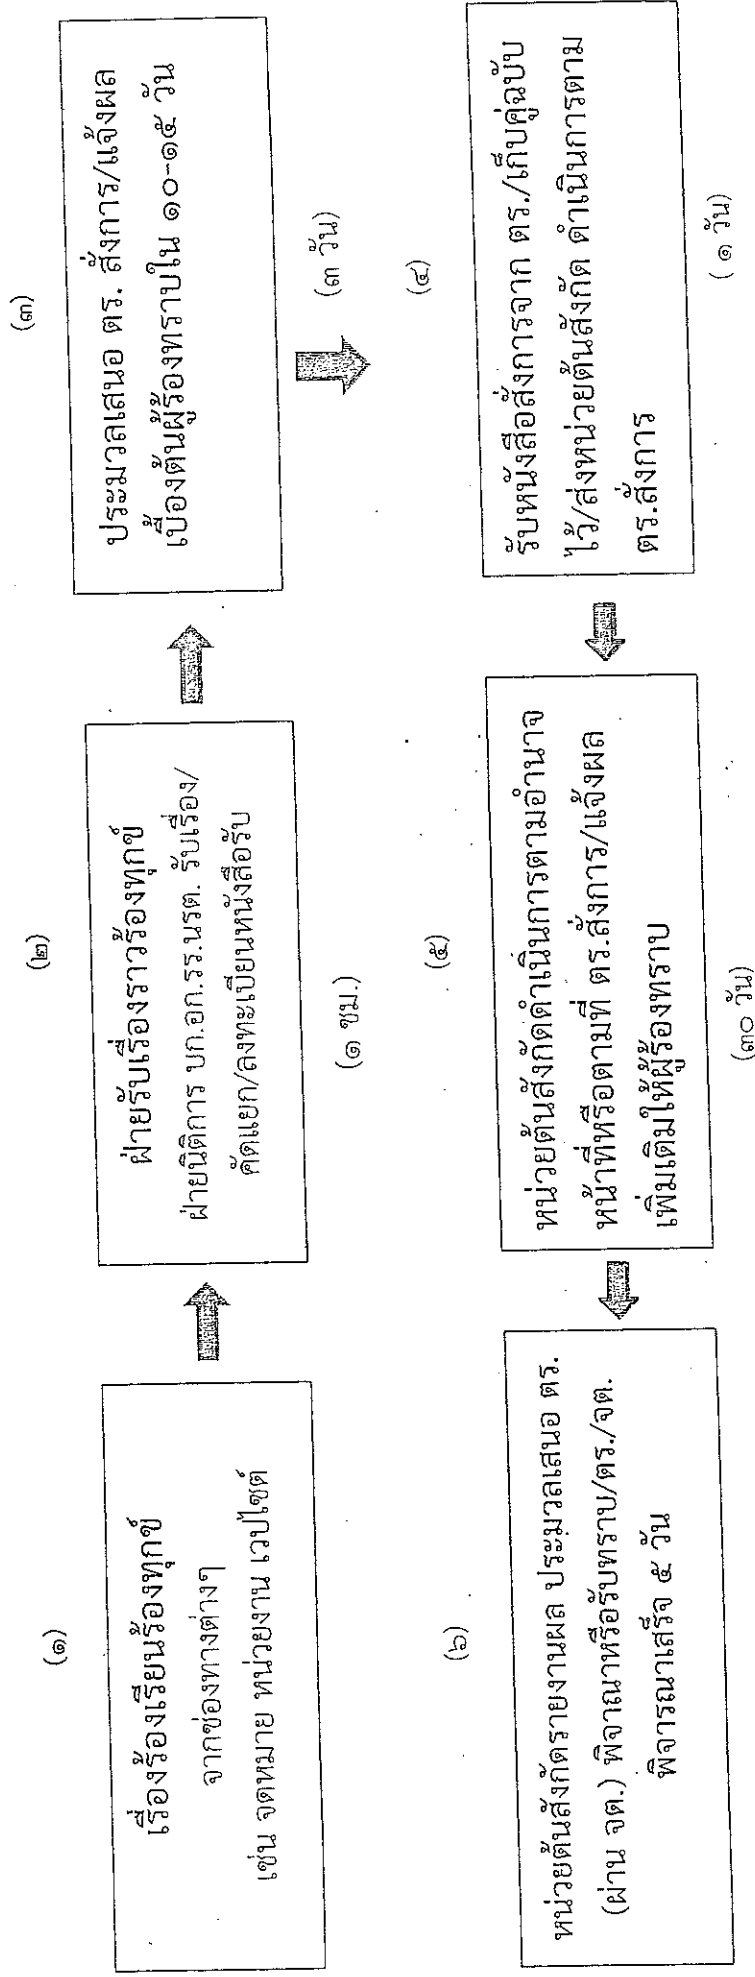 (๑)
เรื่องร้องเรียนร้องทุกข์
จากช่องทางต่างๆ
เช่น จดหมาย หน่วยงาน เวปไซต์
(๒)
ฝ่ายรับเรื่องราวร้องทุกข์
ฝ่ายนิติการ บก.อก.รร.นรต. รับเรื่อง/
คัดแยก/ลงทะเบียนหนังสือรับ
(๑ ชม.)
(๓)
ประมวลเสนอ ตร. สั่งการ/แจ้งผล
เบื้องต้นผู้ร้องทราบใน ๑๐-๑๕ วัน
(๓ วัน)
(๔)
รับหนังสือสั่งการจาก ตร./เก็บคู่ฉบับ
ไว้/ส่งหน่วยต้นสังกัด ดำเนินการตาม
ตร.สั่งการ
(๑ วัน)
(๕)
หน่วยต้นสังกัดดำเนินการตามอำนาจ
หน้าที่หรือตามที่ ตร.สั่งการ/แจ้งผล
เพิ่มเติมให้ผู้ร้องทราบ
(๓๐ วัน)
(๖)
หน่วยต้นสังกัดรายงานผล ประมวลเสนอ ตร.
(ผ่าน จต.) พิจาณาหรือรับทราบ/ตร./จต.
พิจารณาเสร็จ ๕ วัน